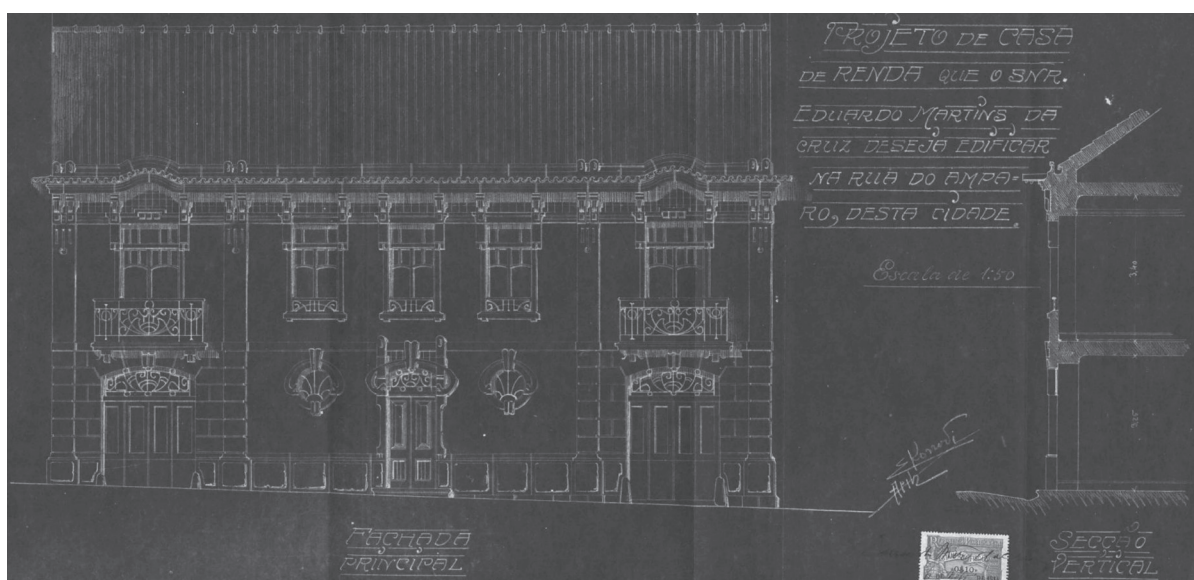 PROJETO DE CASA
DE RENDA QUE O SNR.
EDUARDO MARTINS DA
CRUZ DESEJA EDIFICAR
NA RUA DO AMPA-
RO, DESTA CIDADE.
Escala de 1:50
FACHADA
PRINCIPAL
SECÇÃO
VERTICAL